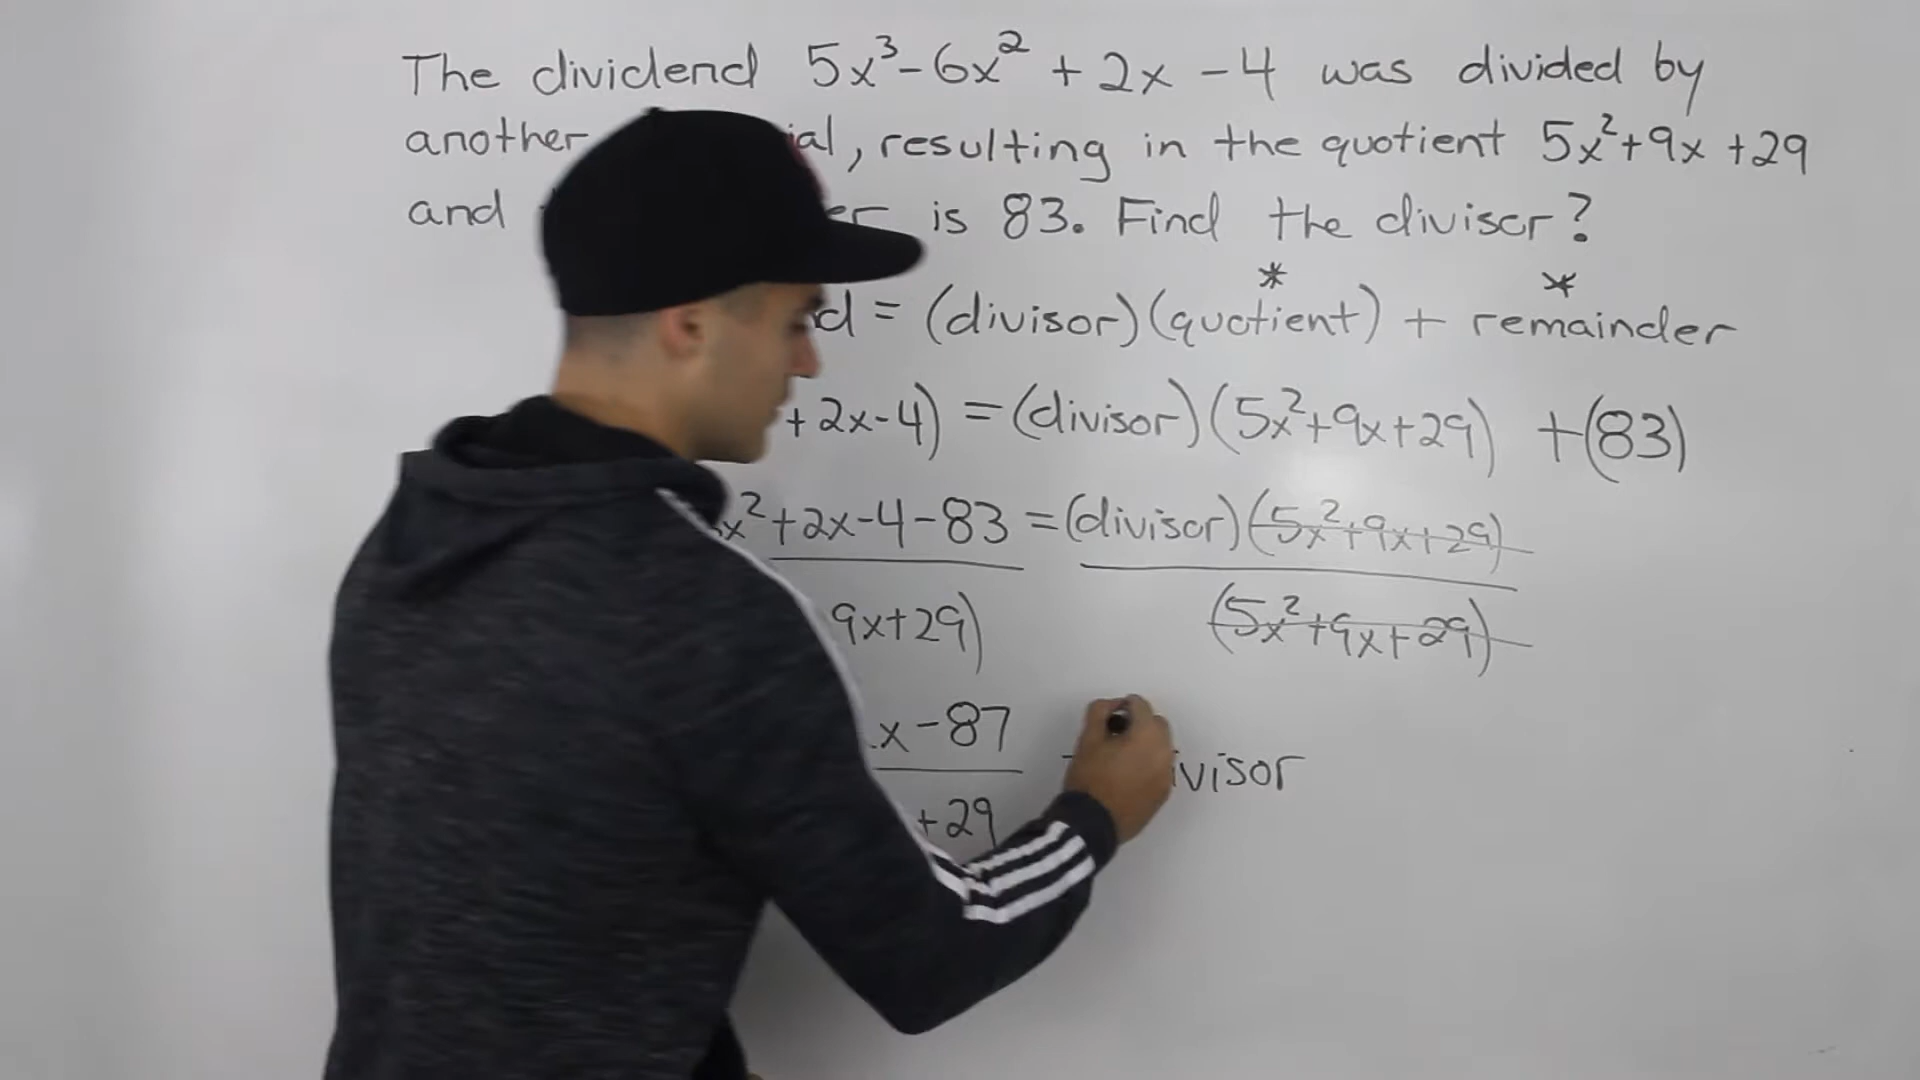 The dividend 5x³-6x² + 2x - 4 was divided by
another ial, resulting in the quotient 5x²+9x +29
and er is 83. Find the divisor?
* *
d = (divisor)(quotient) + remainder
+2x-4) = (divisor)(5x²+9x+29) +(83)
x²+2x-4-83 = (divisor)(5x²+9x+29)
9x+29) (5x²+9x+29)
x-87
ivisor
+29